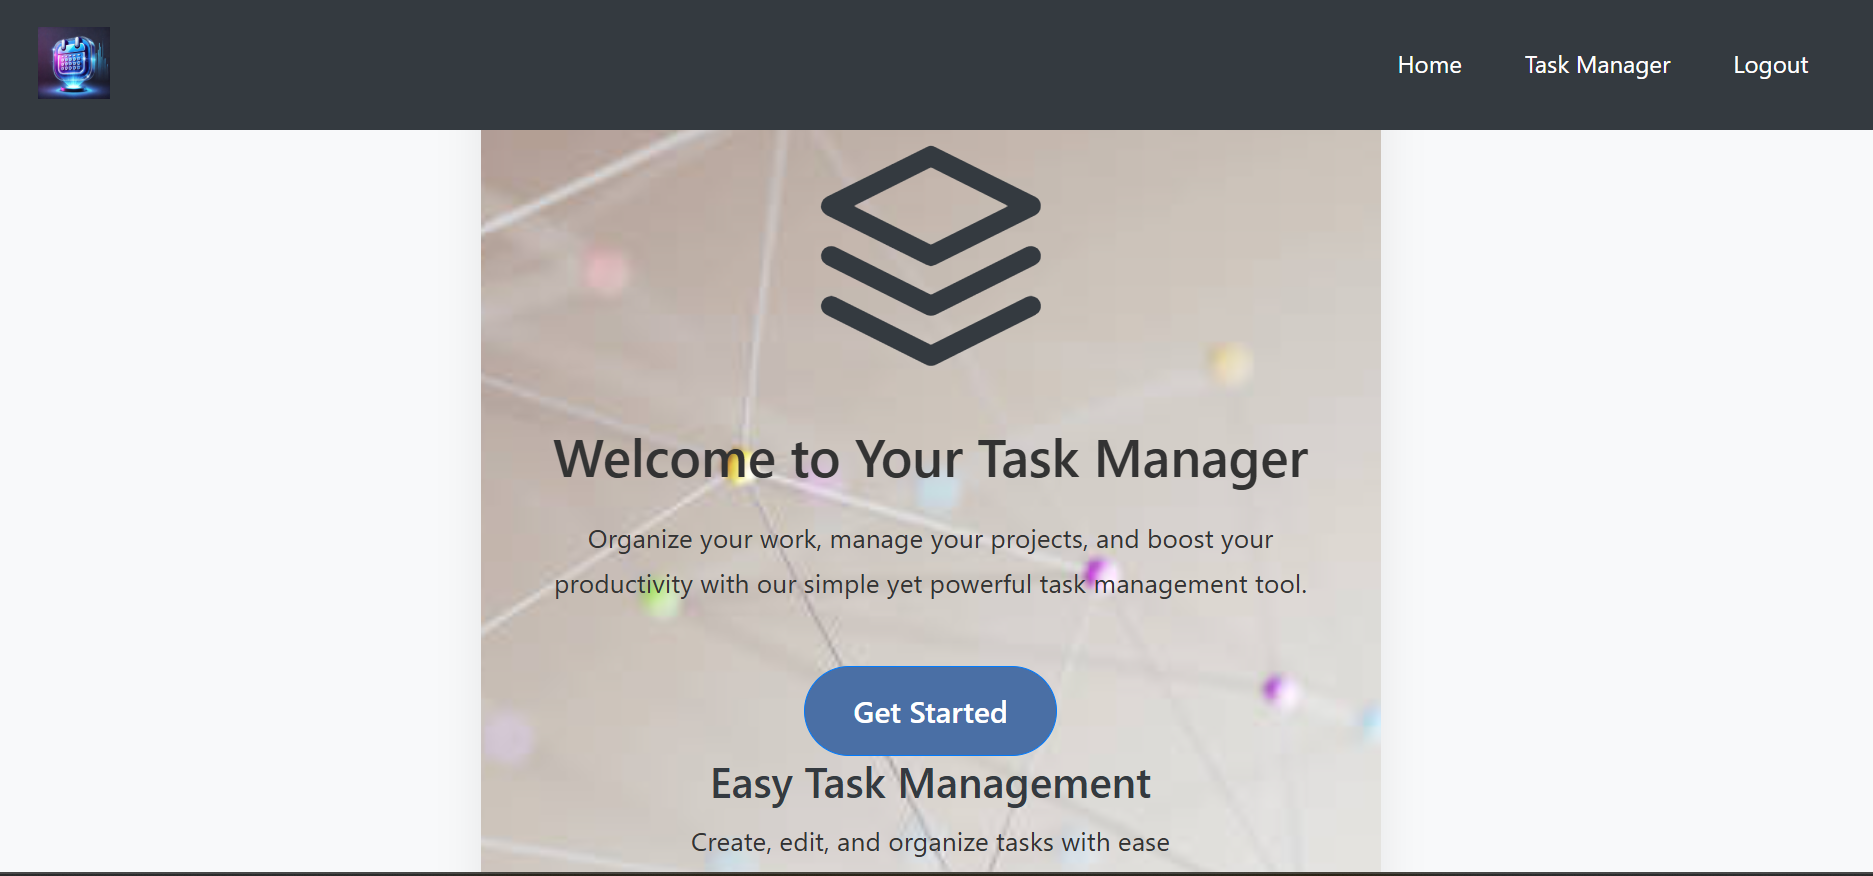 Home Task Manager Logout
Welcome to Your Task Manager
Organize your work, manage your projects, and boost your
productivity with our simple yet powerful task management tool.
Get Started
Easy Task Management
Create, edit, and organize tasks with ease